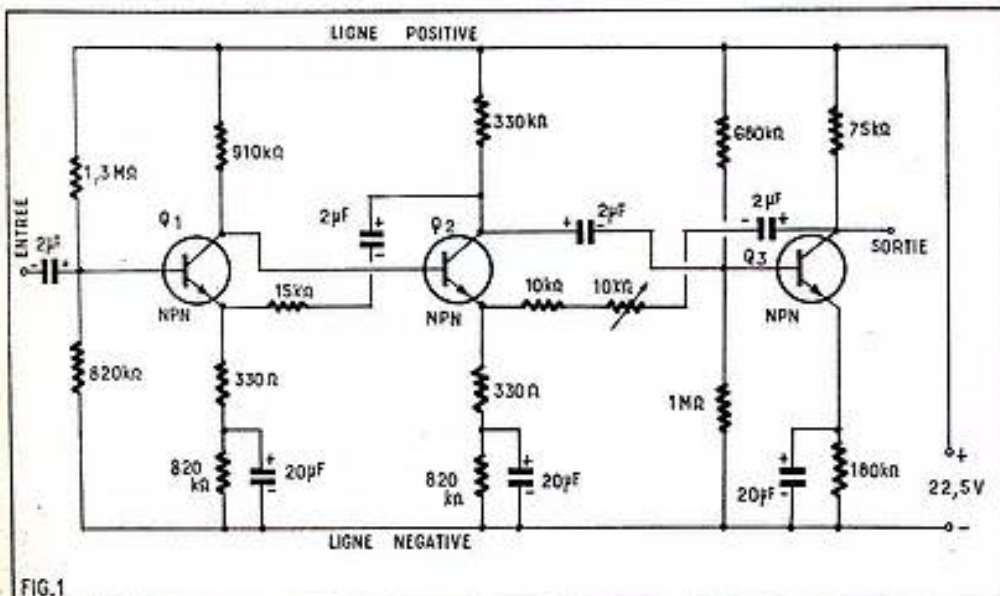 LIGNE POSITIVE
330kΩ
910kΩ
680kΩ
75kΩ
1,3MΩ
ENTREE
2µF
- +
Q1
2µF
+
-
Q2
+ 2µF -
2µF
- +
SORTIE
Q3
15kΩ
10kΩ
10kΩ
NPN
NPN
NPN
820kΩ
330Ω
330Ω
1MΩ
820
kΩ
+
20µF
-
820
kΩ
+
20µF
-
+
20µF
-
180kΩ
+
22,5V
-
LIGNE NEGATIVE
FIG.1